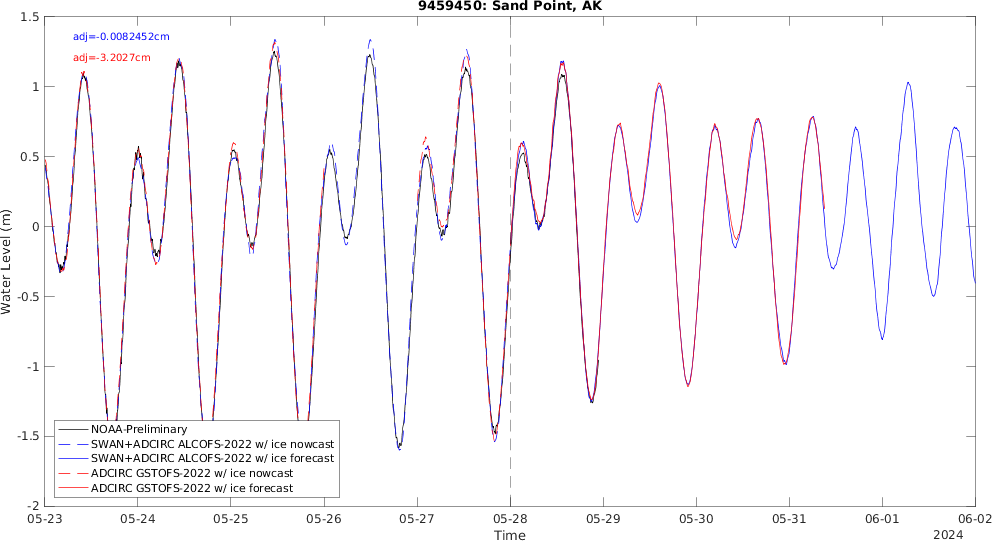 9459450: Sand Point, AK
adj=-0.0082452cm
adj=-3.2027cm
1.5
1
0.5
0
-0.5
-1
-1.5
-2
Water Level (m)
NOAA-Preliminary
SWAN+ADCIRC ALCOFS-2022 w/ ice nowcast
SWAN+ADCIRC ALCOFS-2022 w/ ice forecast
ADCIRC GSTOFS-2022 w/ ice nowcast
ADCIRC GSTOFS-2022 w/ ice forecast
05-23 05-24 05-25 05-26 05-27 05-28 05-29 05-30 05-31 06-01 06-02
Time
2024